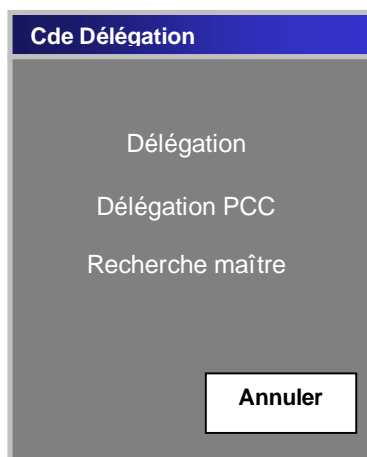 Cde Délégation
Délégation
Délégation PCC
Recherche maître
Annuler